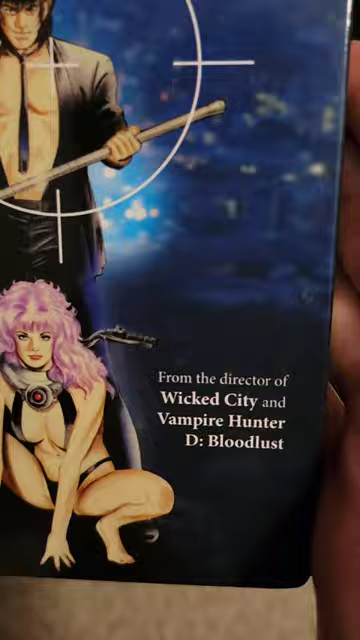 From the director of
Wicked City and
Vampire Hunter
D: Bloodlust